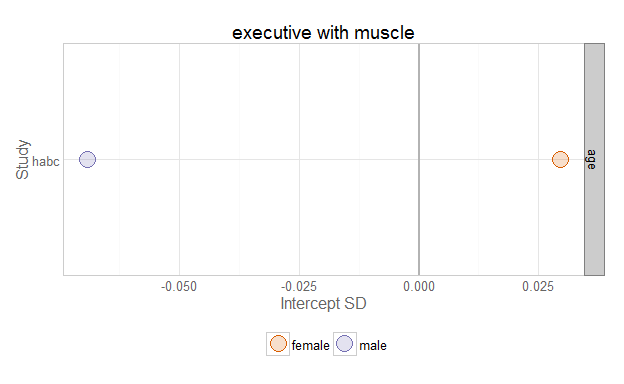 executive with muscle
Study
habc
age
-0.050 -0.025 0.000 0.025
Intercept SD
female male